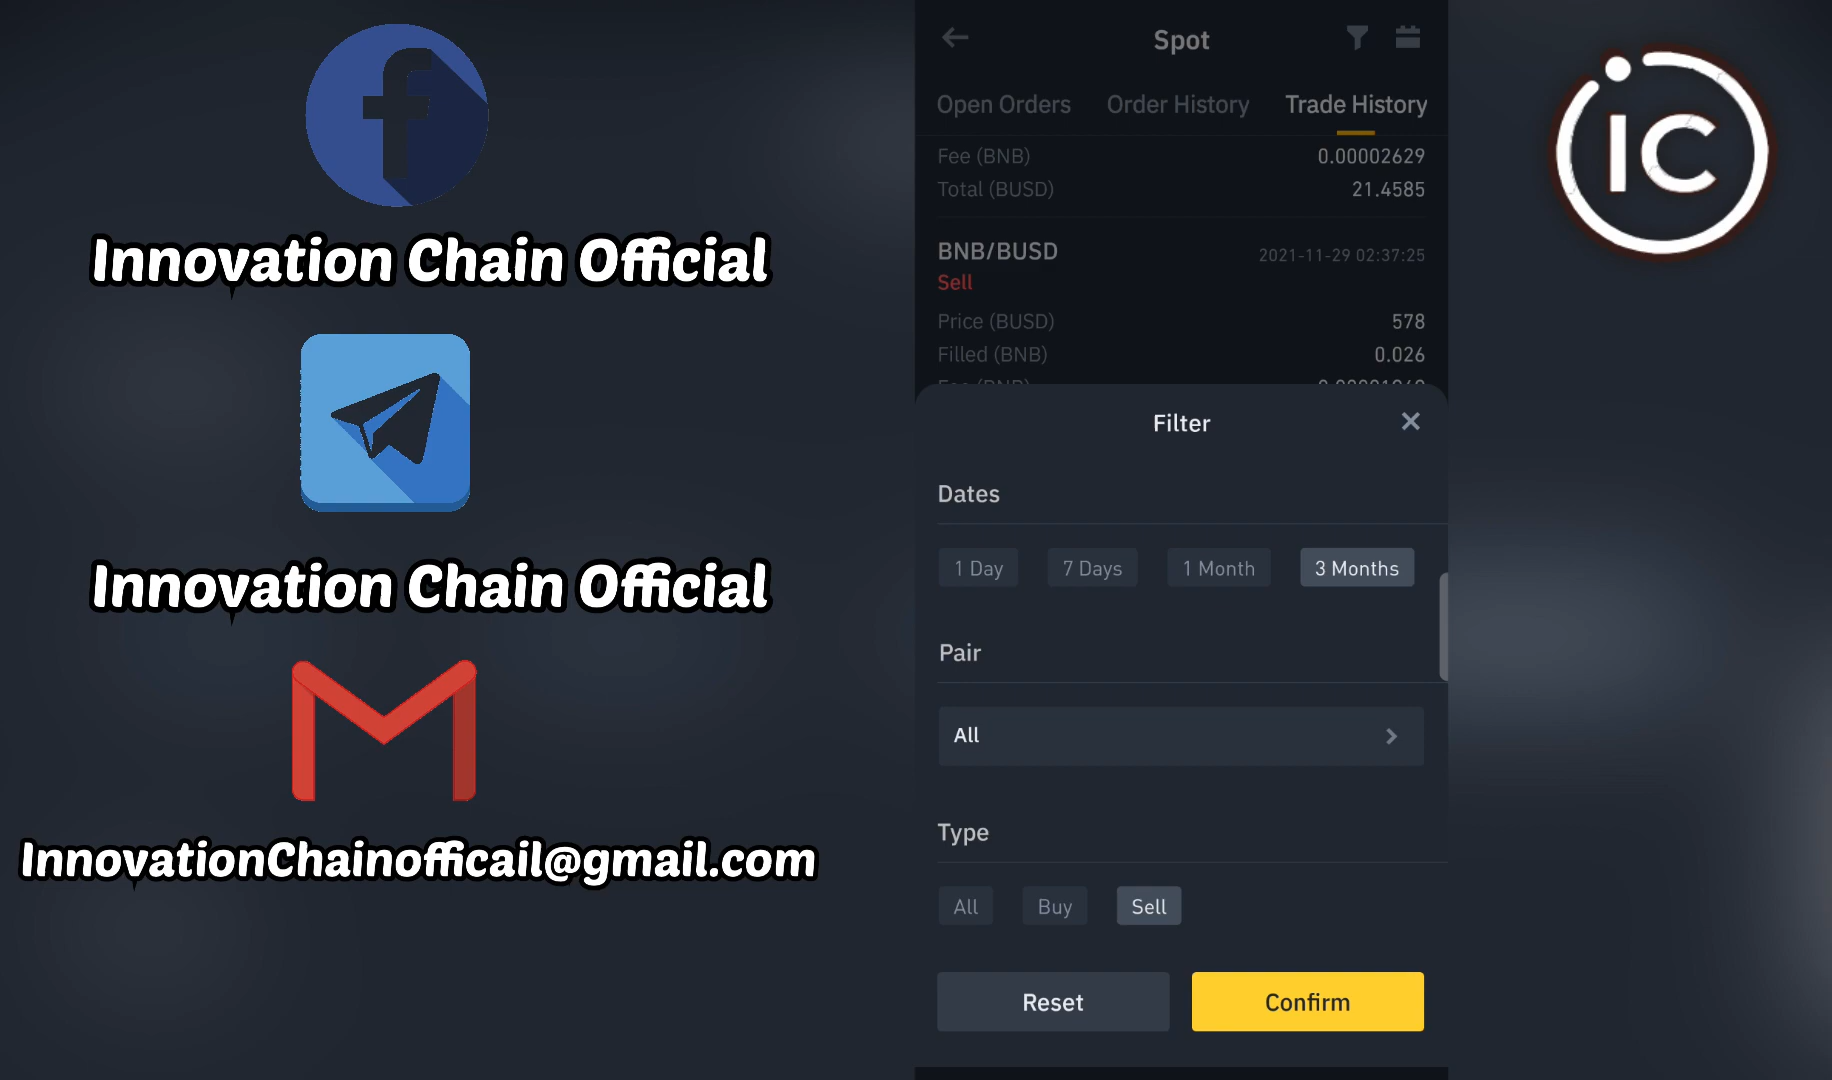 Innovation Chain Official
Innovation Chain Official
InnovationChainofficail@gmail.com
Spot
Open Orders Order History Trade History
Fee (BNB) 0.00002629
Total (BUSD) 21.4585
BNB/BUSD 2021-11-29 02:37:25
Sell
Price (BUSD) 578
Filled (BNB) 0.026
Filter
Dates
1 Day 7 Days 1 Month 3 Months
Pair
All
Type
All Buy Sell
Reset Confirm
IC